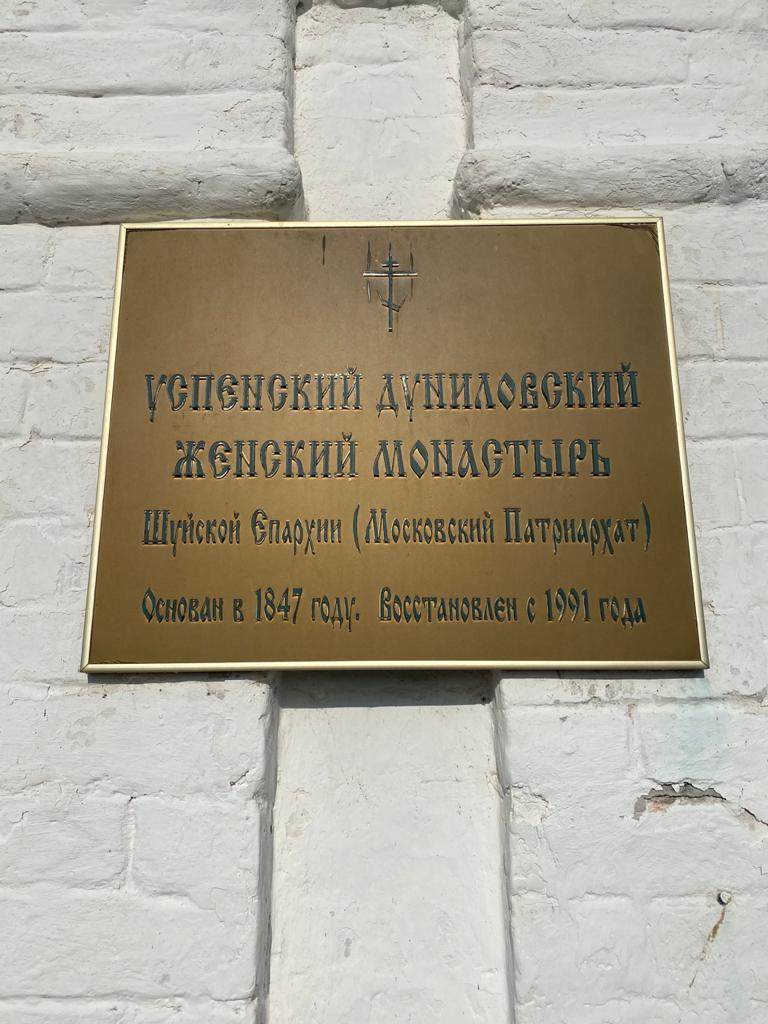 УСПЕНСКИЙ ДУНИЛОВСКИЙ
ЖЕНСКИЙ МОНАСТЫРЬ
Шуйской Епархии (Московский Патриархат)
Основан в 1847 году. Восстановлен с 1991 года